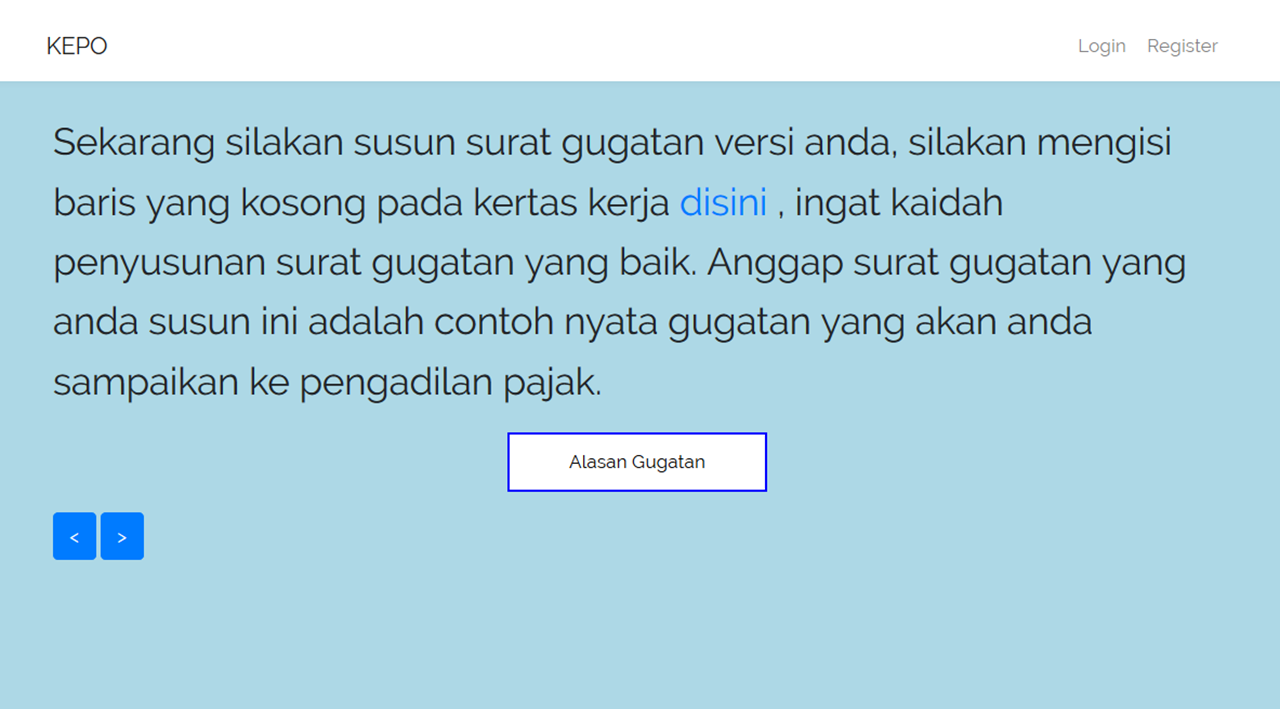 KEPO
Login Register
Sekarang silakan susun surat gugatan versi anda, silakan mengisi
baris yang kosong pada kertas kerja disini , ingat kaidah
penyusunan surat gugatan yang baik. Anggap surat gugatan yang
anda susun ini adalah contoh nyata gugatan yang akan anda
sampaikan ke pengadilan pajak.
Alasan Gugatan
< >